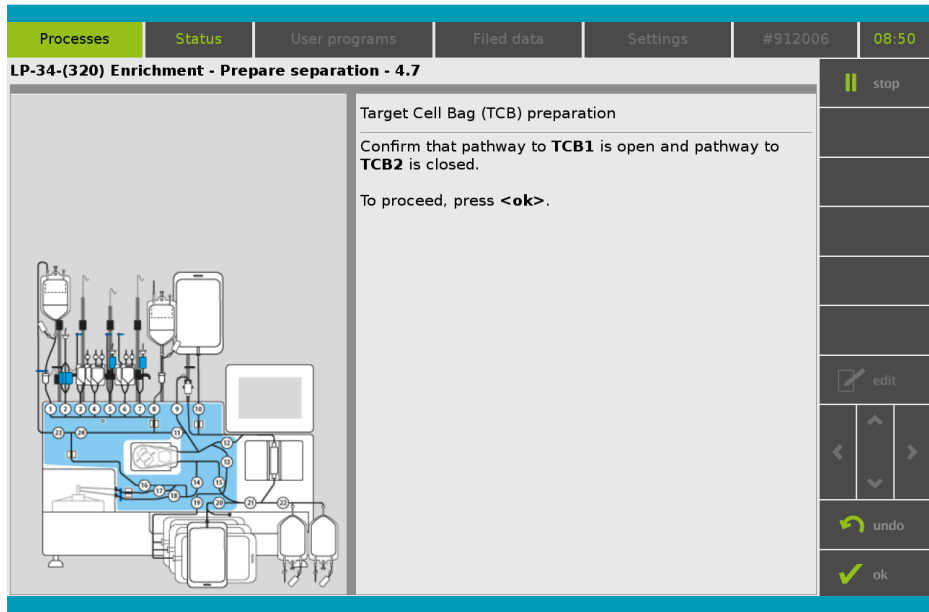 Processes
Status
User programs
Filed data
Settings
#912006
08:50
LP-34-(320) Enrichment - Prepare separation - 4.7
stop
Target Cell Bag (TCB) preparation
Confirm that pathway to TCB1 is open and pathway to
TCB2 is closed.
To proceed, press <ok>.
edit
undo
ok
1 2 3 4 5 6 7 8 9 10
23 24 11
12
13
14 15
16
17
18
19 20 21 22